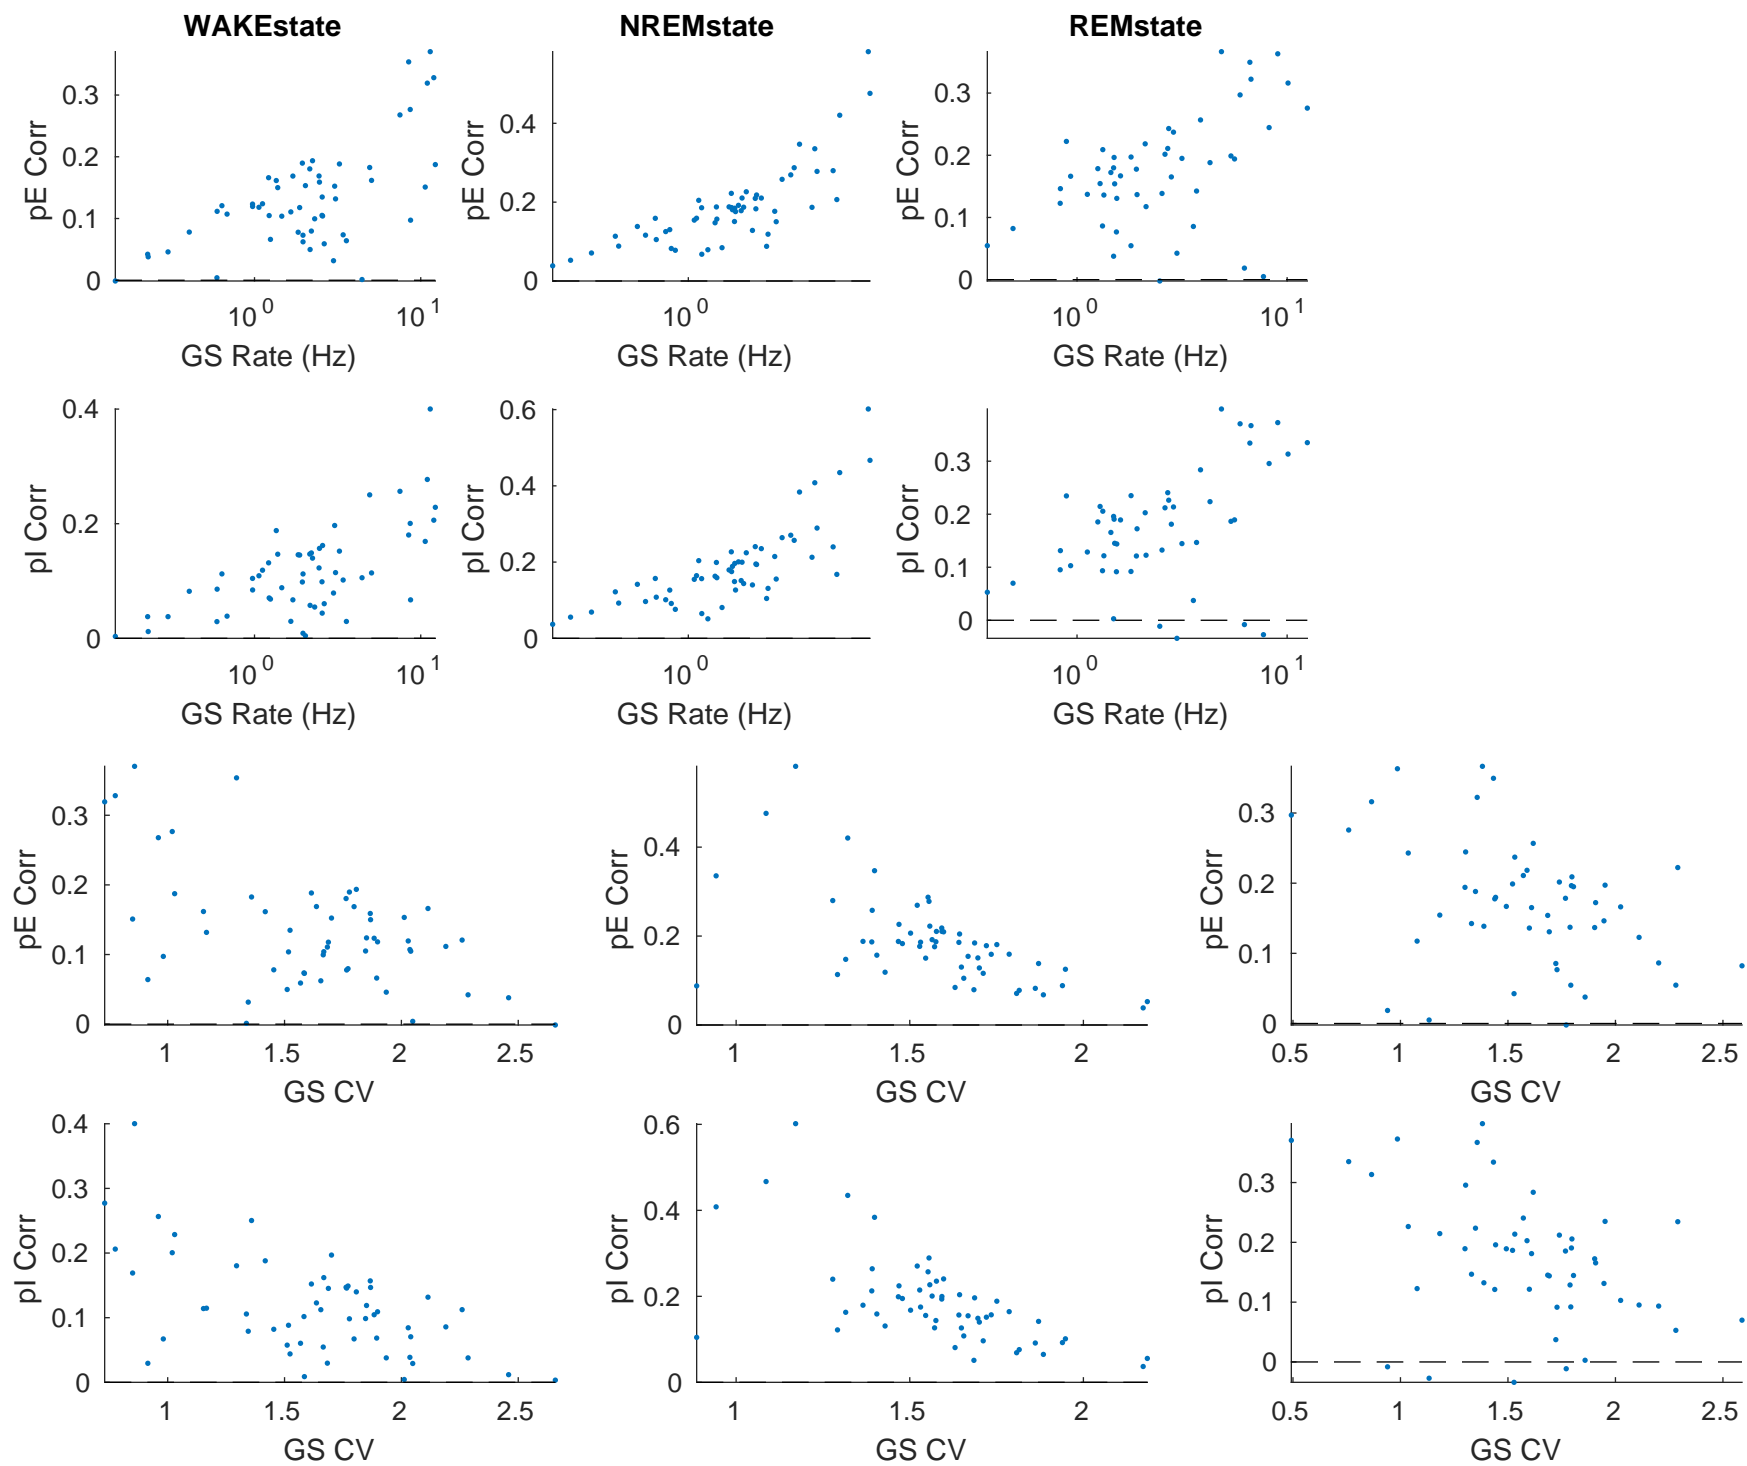 WAKEstate NREMstate REMstate
pE Corr 0.3 0.2 0.1 0 10^0 10^1 GS Rate (Hz)
pE Corr 0.4 0.2 0 10^0 GS Rate (Hz)
pE Corr 0.3 0.2 0.1 0 10^0 10^1 GS Rate (Hz)
pI Corr 0.4 0.2 0 10^0 10^1 GS Rate (Hz)
pI Corr 0.6 0.4 0.2 0 10^0 GS Rate (Hz)
pI Corr 0.3 0.2 0.1 0 10^0 10^1 GS Rate (Hz)
pE Corr 0.3 0.2 0.1 0 1 1.5 2 2.5 GS CV
pE Corr 0.4 0.2 0 1 1.5 2 GS CV
pE Corr 0.3 0.2 0.1 0 0.5 1 1.5 2 2.5 GS CV
pI Corr 0.4 0.3 0.2 0.1 0 1 1.5 2 2.5 GS CV
pI Corr 0.6 0.4 0.2 0 1 1.5 2 GS CV
pI Corr 0.3 0.2 0.1 0 0.5 1 1.5 2 2.5 GS CV